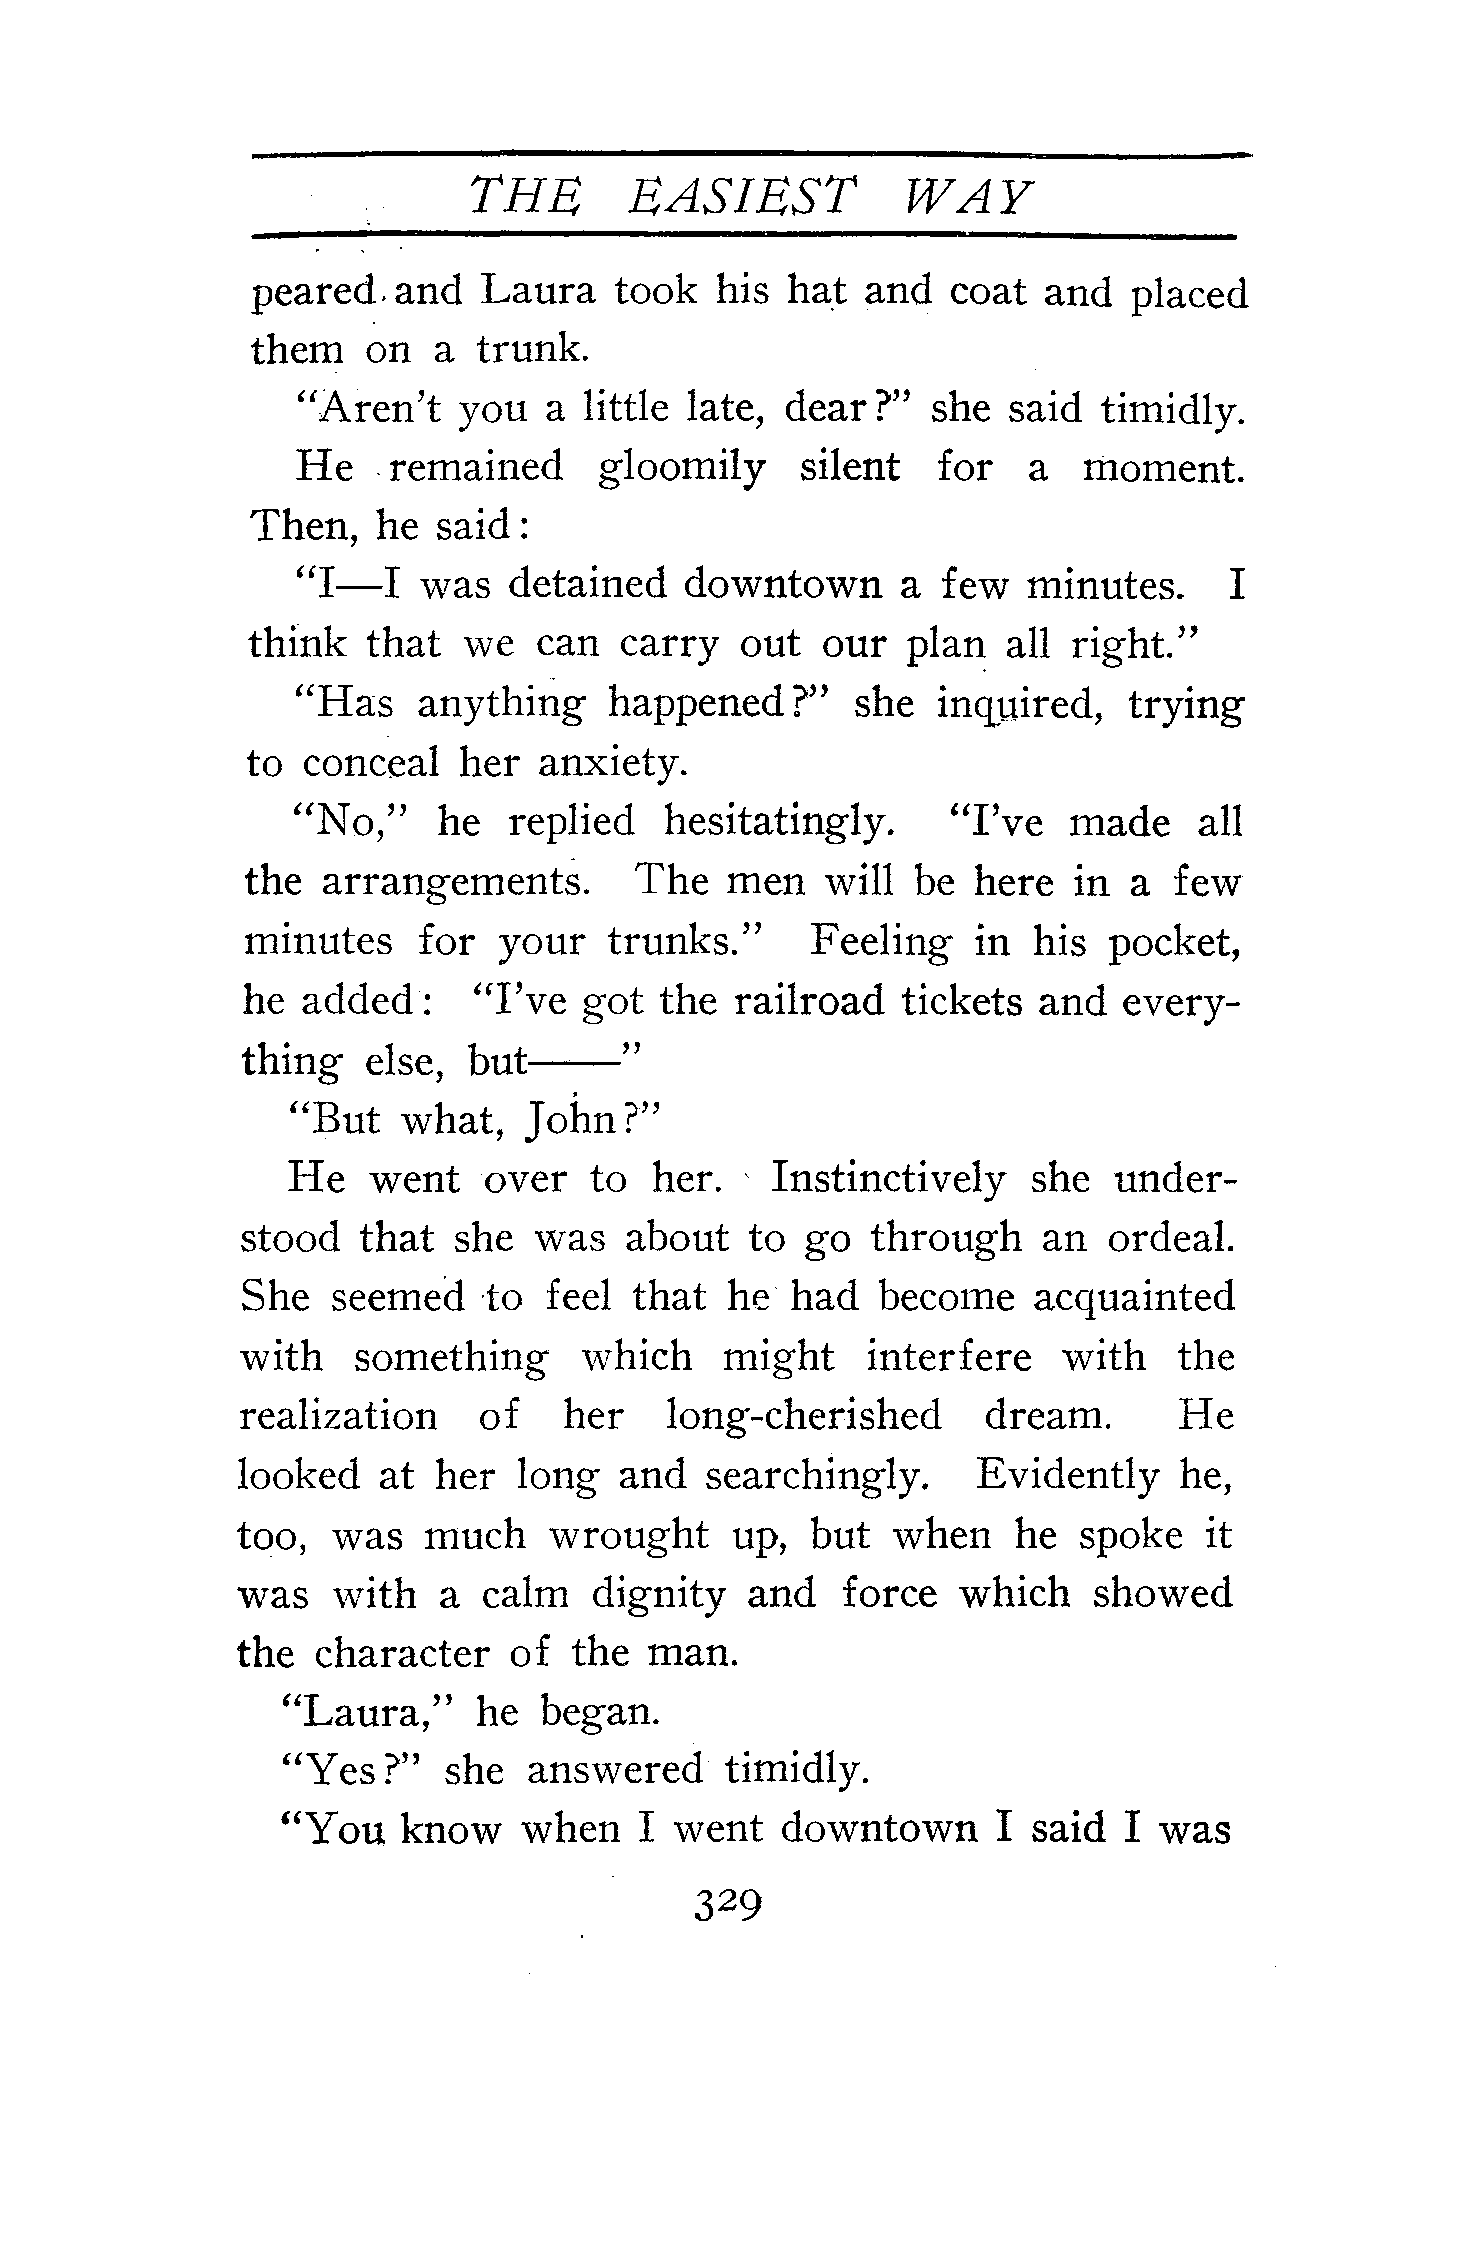 THE EASIEST WAY
peared and Laura took his hat and coat and placed
them on a trunk.
"Aren't you a little late, dear?" she said timidly.
He remained gloomily silent for a moment.
Then, he said:
"I—I was detained downtown a few minutes. I
think that we can carry out our plan all right."
"Has anything happened?" she inquired, trying
to conceal her anxiety.
"No," he replied hesitatingly. "I've made all
the arrangements. The men will be here in a few
minutes for your trunks." Feeling in his pocket,
he added: "I've got the railroad tickets and every-
thing else, but——"
"But what, John?"
He went over to her. Instinctively she under-
stood that she was about to go through an ordeal.
She seemed to feel that he had become acquainted
with something which might interfere with the
realization of her long-cherished dream. He
looked at her long and searchingly. Evidently he,
too, was much wrought up, but when he spoke it
was with a calm dignity and force which showed
the character of the man.
"Laura," he began.
"Yes?" she answered timidly.
"You know when I went downtown I said I was
329